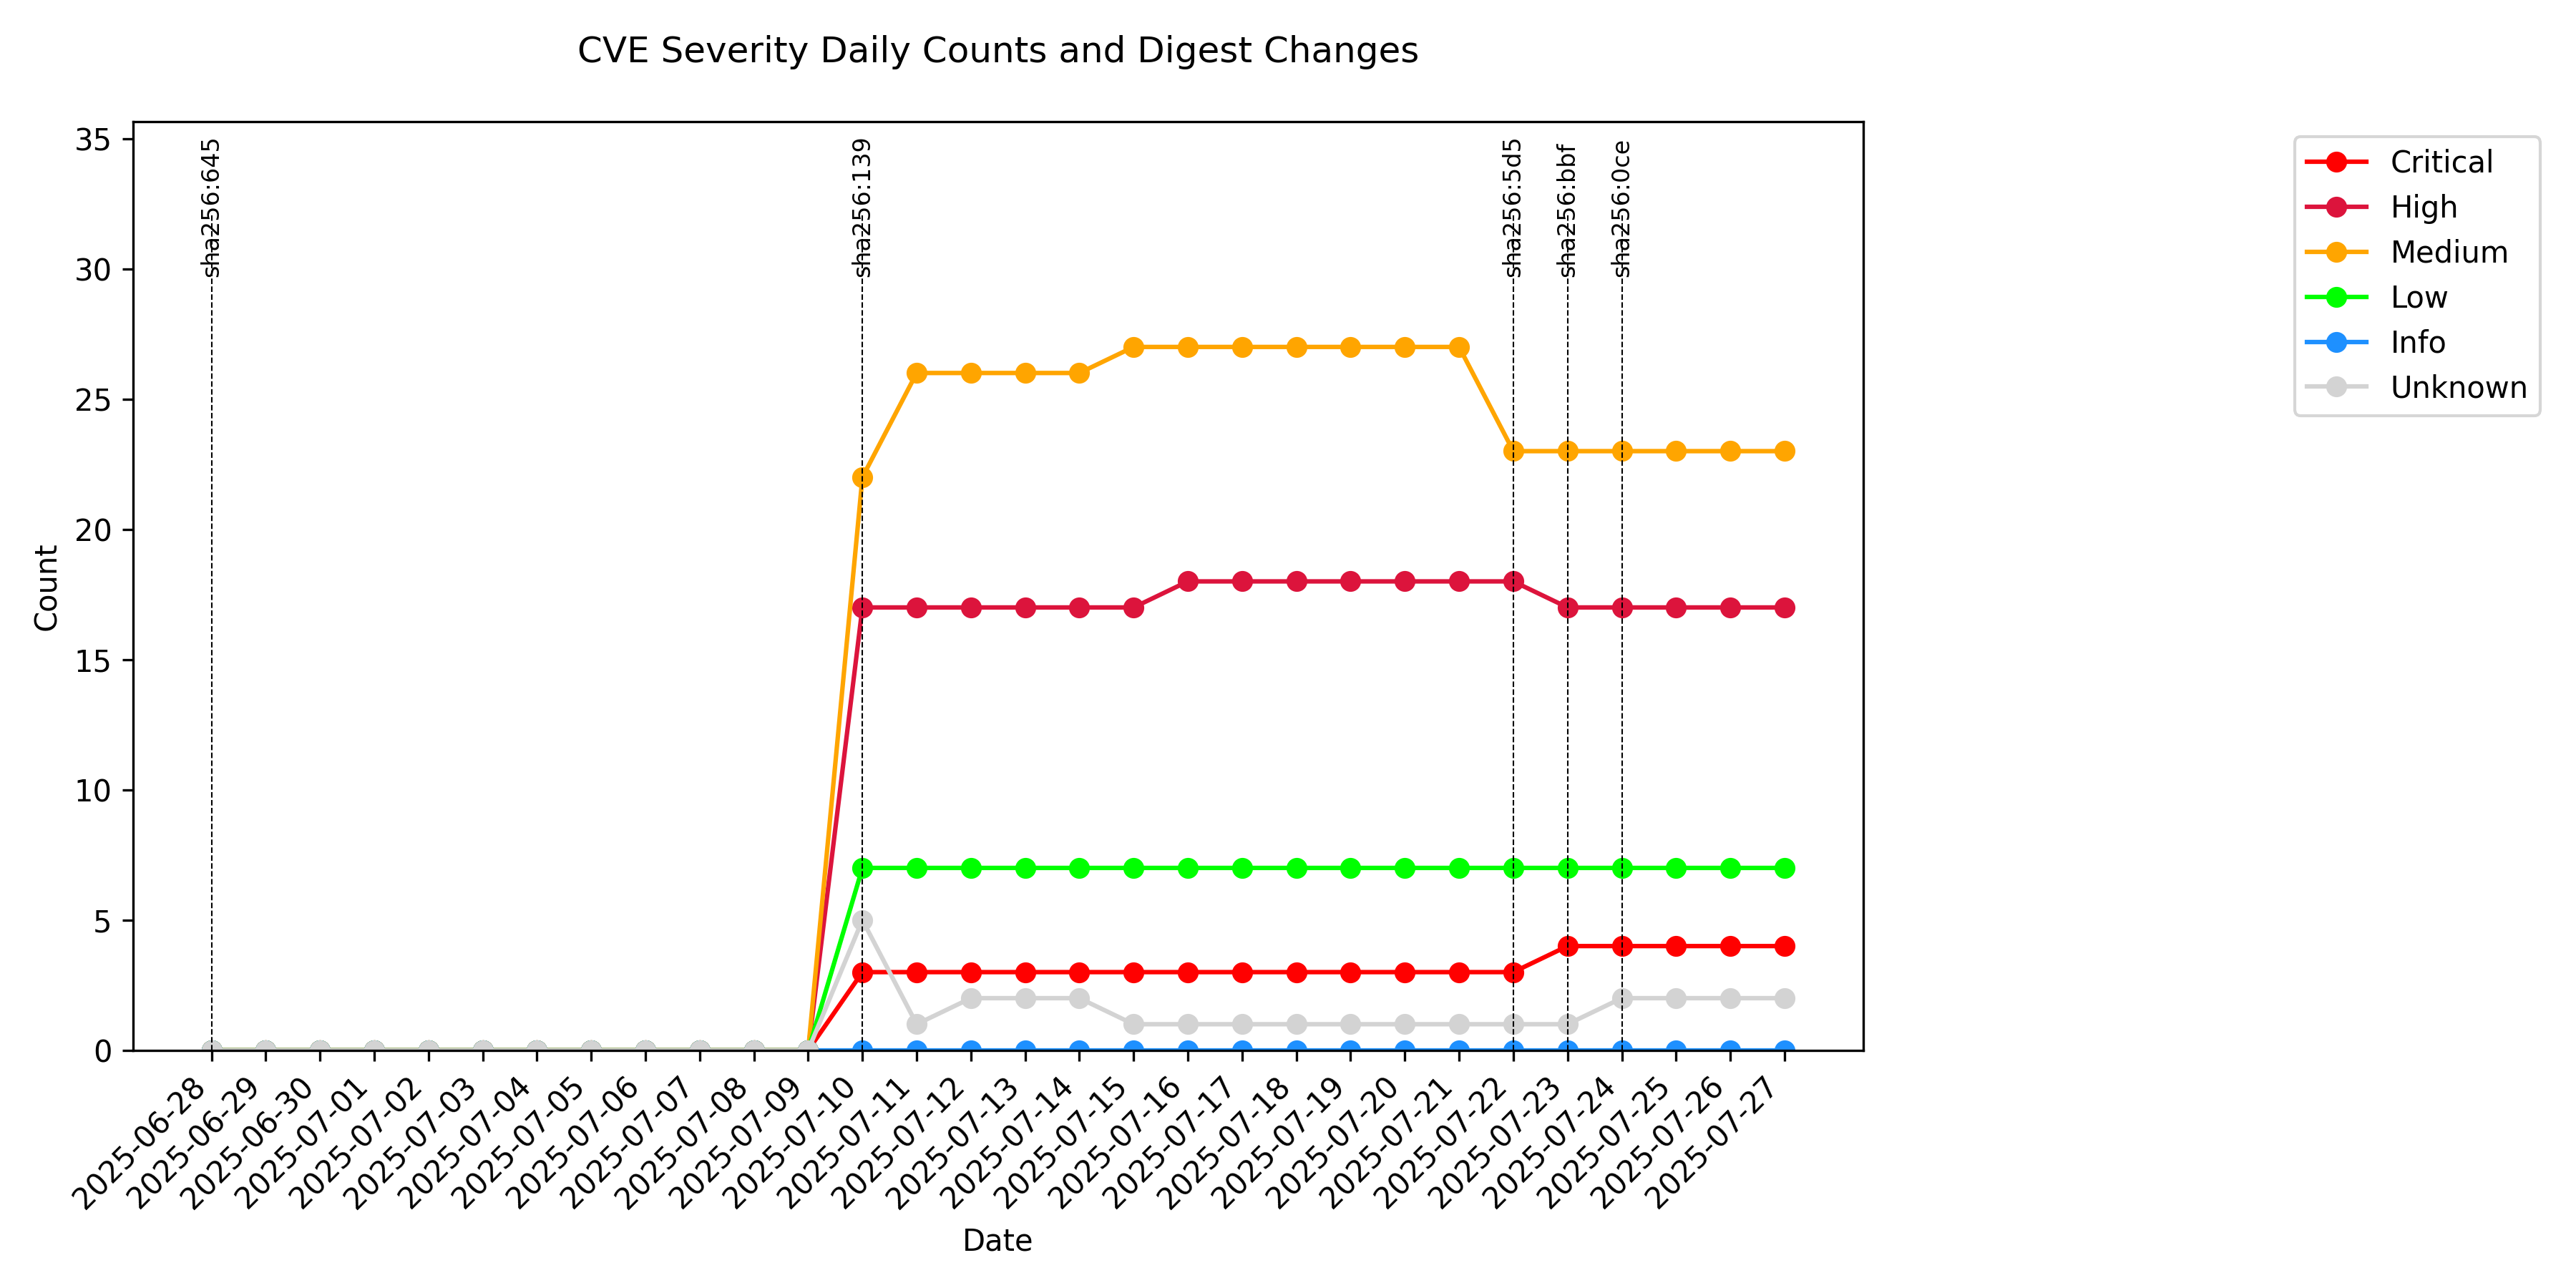 CVE Severity Daily Counts and Digest Changes
35
30
25
20
15
10
5
0
Count
sha256:645
sha256:139
sha256:5d5
sha256:bbf
sha256:0ce
Critical
High
Medium
Low
Info
Unknown
2025-06-28
2025-06-29
2025-06-30
2025-07-01
2025-07-02
2025-07-03
2025-07-04
2025-07-05
2025-07-06
2025-07-07
2025-07-08
2025-07-09
2025-07-10
2025-07-11
2025-07-12
2025-07-13
2025-07-14
2025-07-15
2025-07-16
2025-07-17
2025-07-18
2025-07-19
2025-07-20
2025-07-21
2025-07-22
2025-07-23
2025-07-24
2025-07-25
2025-07-26
2025-07-27
Date